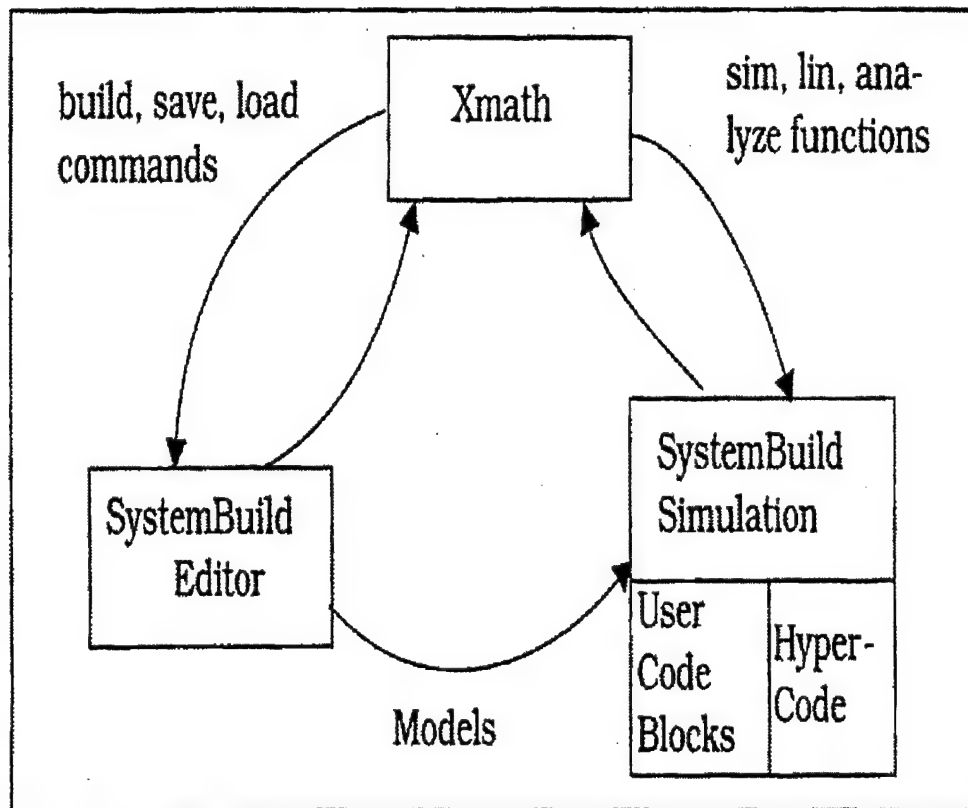 build, save, load
commands
Xmath
sim, lin, ana-
lyze functions
SystemBuild
Editor
SystemBuild
Simulation
User
Code
Blocks
Hyper-
Code
Models